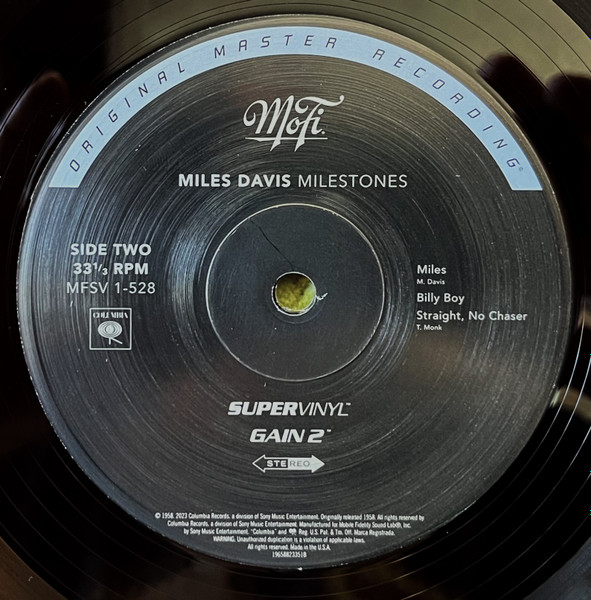 ORIGINAL MASTER RECORDING®
MoFi.
MILES DAVIS MILESTONES
SIDE TWO
33⅓ RPM
MFSV 1-528
COLUMBIA
Miles
M. Davis
Billy Boy
Straight, No Chaser
T. Monk
SUPERVINYL™
GAIN 2™
STEREO
© 1958, 2023 Columbia Records, a division of Sony Music Entertainment. Originally released 1958. All rights reserved by
Columbia Records, a division of Sony Music Entertainment. Manufactured for Mobile Fidelity Sound Lab®, Inc.
by Sony Music Entertainment. "Columbia" and Reg. U.S. Pat. & Tm. Off. Marca Registrada.
WARNING: Unauthorized duplication is a violation of applicable laws.
All rights reserved. Made in the U.S.A.
19658823351B